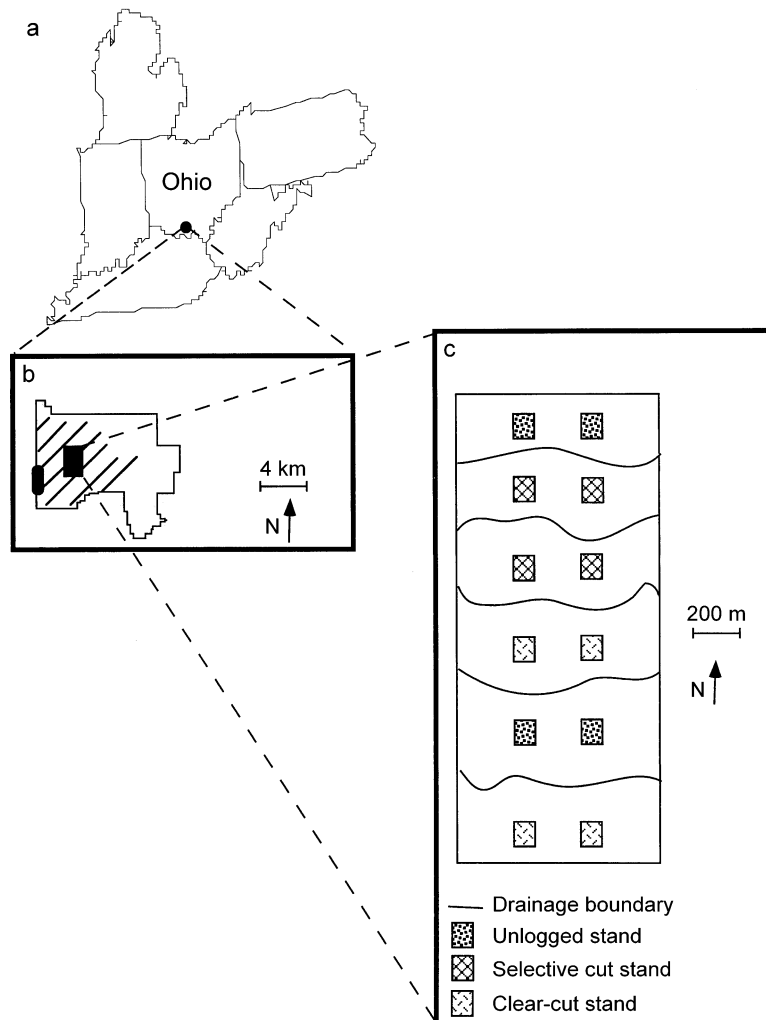 a
Ohio
b
4 km
N
c
200 m
N
Drainage boundary
Unlogged stand
Selective cut stand
Clear-cut stand